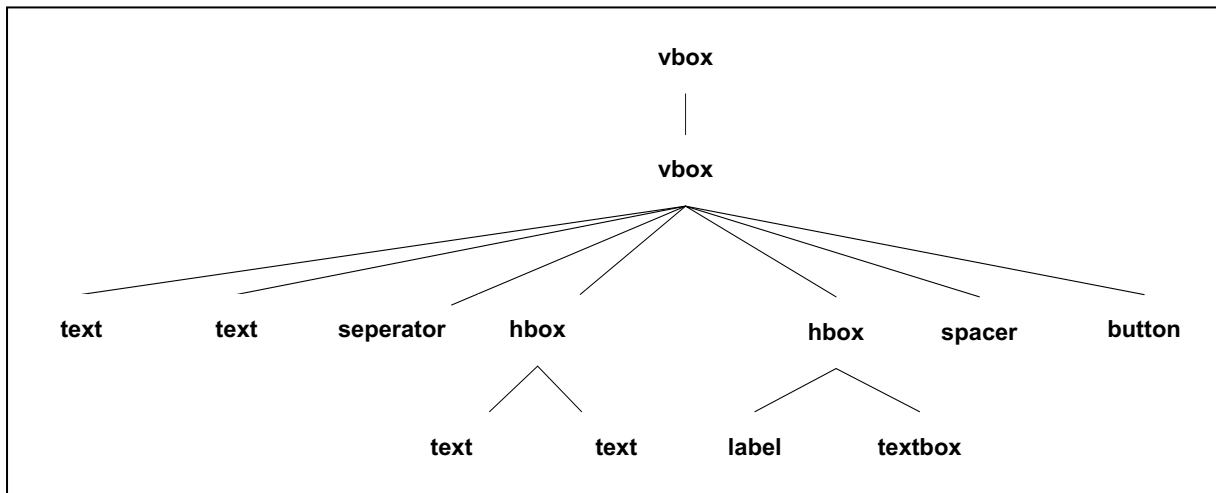 vbox
vbox
text text seperator hbox hbox spacer button
text text label textbox